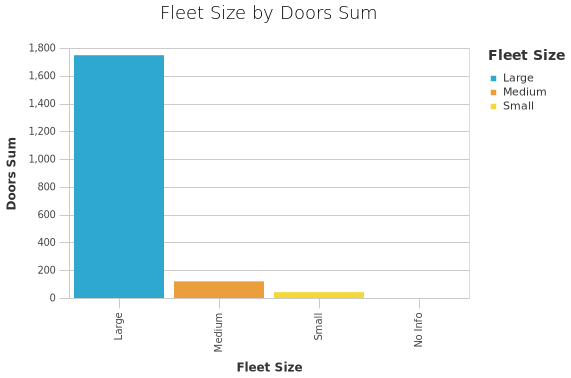 Fleet Size by Doors Sum
Fleet Size
Large
Medium
Small
Doors Sum
1,800
1,600
1,400
1,200
1,000
800
600
400
200
0
Large
Medium
Small
No Info
Fleet Size